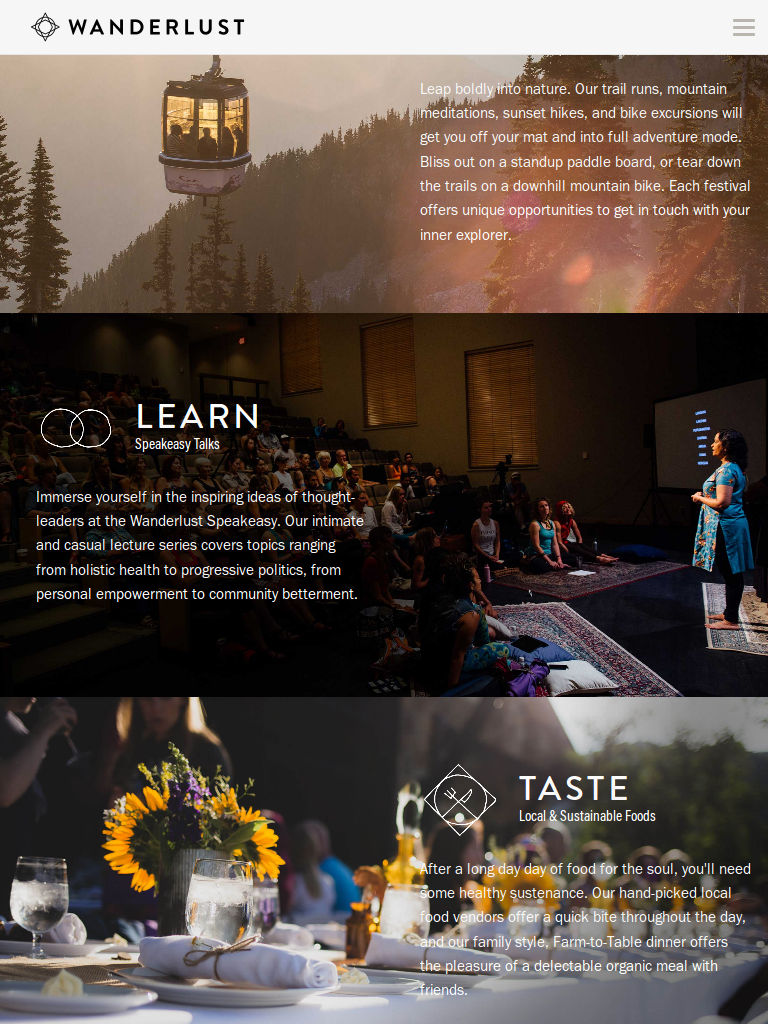 WANDERLUST
Leap boldly into nature. Our trail runs, mountain
meditations, sunset hikes, and bike excursions will
get you off your mat and into full adventure mode.
Bliss out on a standup paddle board, or tear down
the trails on a downhill mountain bike. Each festival
offers unique opportunities to get in touch with your
inner explorer.
LEARN
Speakeasy Talks
Immerse yourself in the inspiring ideas of thought-
leaders at the Wanderlust Speakeasy. Our intimate
and casual lecture series covers topics ranging
from holistic health to progressive politics, from
personal empowerment to community betterment.
TASTE
Local & Sustainable Foods
After a long day day of food for the soul, you'll need
some healthy sustenance. Our hand-picked local
food vendors offer a quick bite throughout the day,
and our family style, Farm-to-Table dinner offers
the pleasure of a delectable organic meal with
friends.